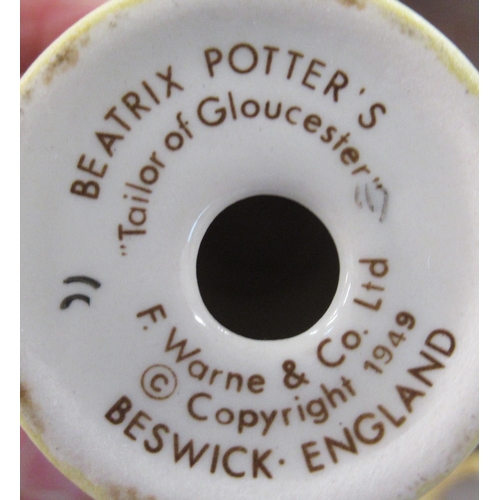 BEATRIX POTTER'S
"Tailor of Gloucester"
F. Warne & Co. Ltd
© Copyright 1949
BESWICK · ENGLAND